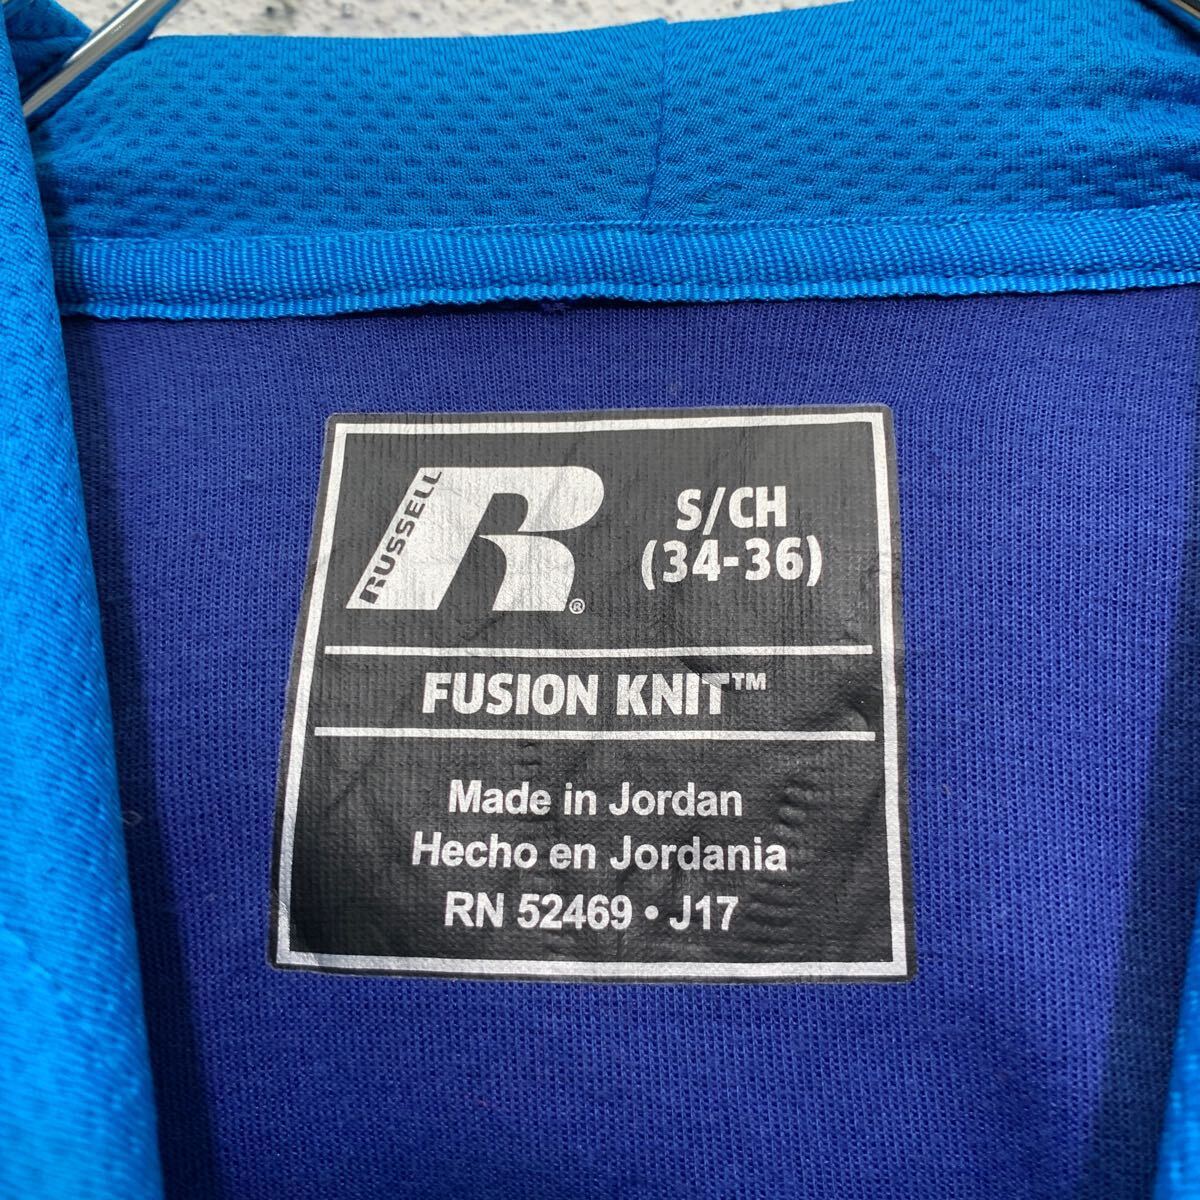 RUSSELL
R®
S/CH
(34-36)
FUSION KNIT™
Made in Jordan
Hecho en Jordania
RN 52469 • J17